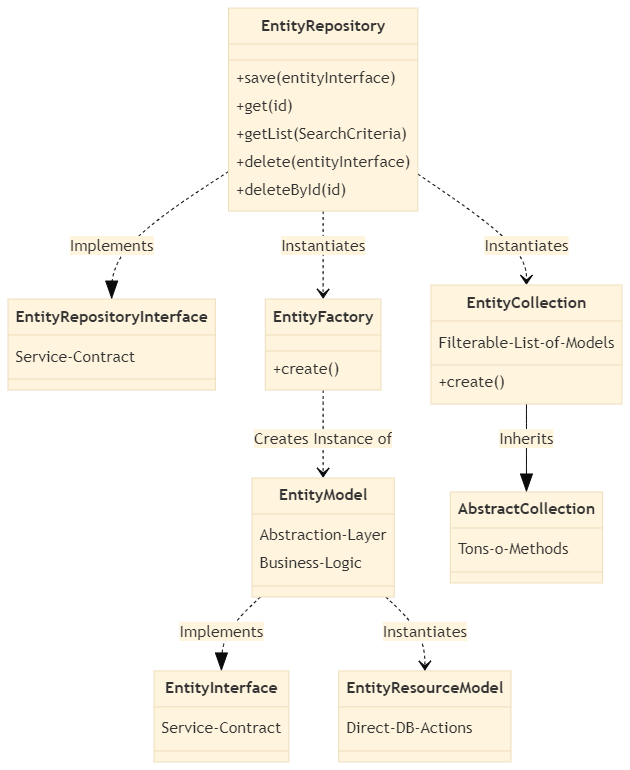 EntityRepository
+save(entityInterface)
+get(id)
+getList(SearchCriteria)
+delete(entityInterface)
+deleteById(id)
Implements
Instantiates
Instantiates
EntityRepositoryInterface
Service-Contract
EntityFactory
+create()
EntityCollection
Filterable-List-of-Models
+create()
Creates Instance of
Inherits
EntityModel
Abstraction-Layer
Business-Logic
AbstractCollection
Tons-o-Methods
Implements
Instantiates
EntityInterface
Service-Contract
EntityResourceModel
Direct-DB-Actions